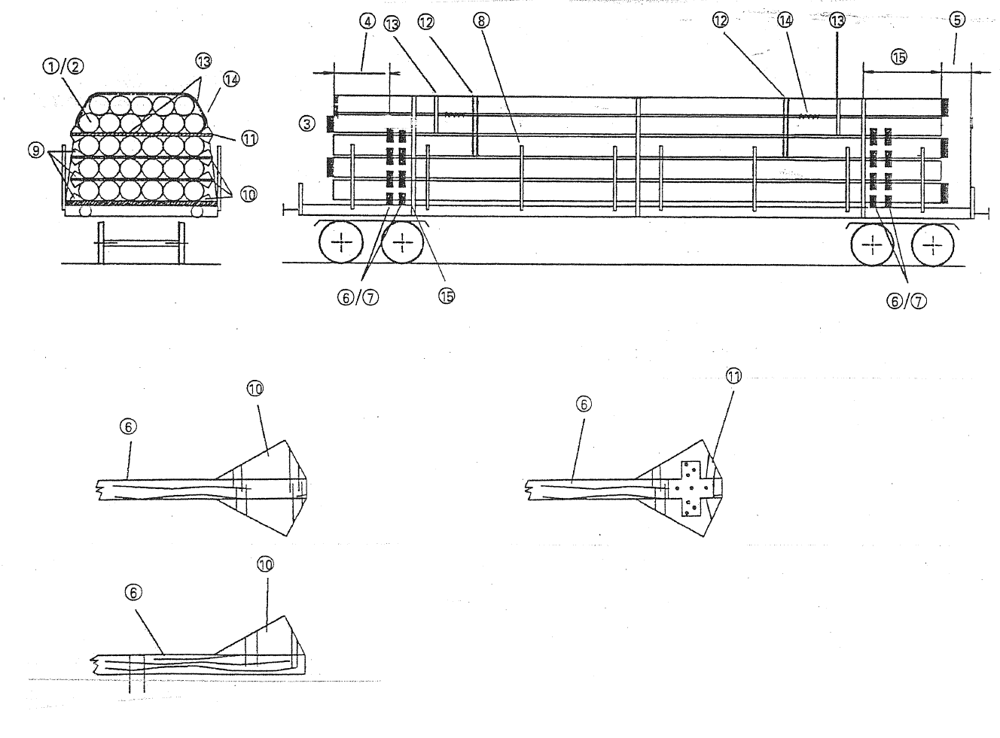 ④ ⑬ ⑫ ⑧ ⑫ ⑭ ⑬ ⑤
①/② ⑬ ⑭ ⑮
③ ⑪
⑨ ⑩
⑥/⑦ ⑮ ⑥/⑦
⑩ ⑪
⑥ ⑥
⑩
⑥